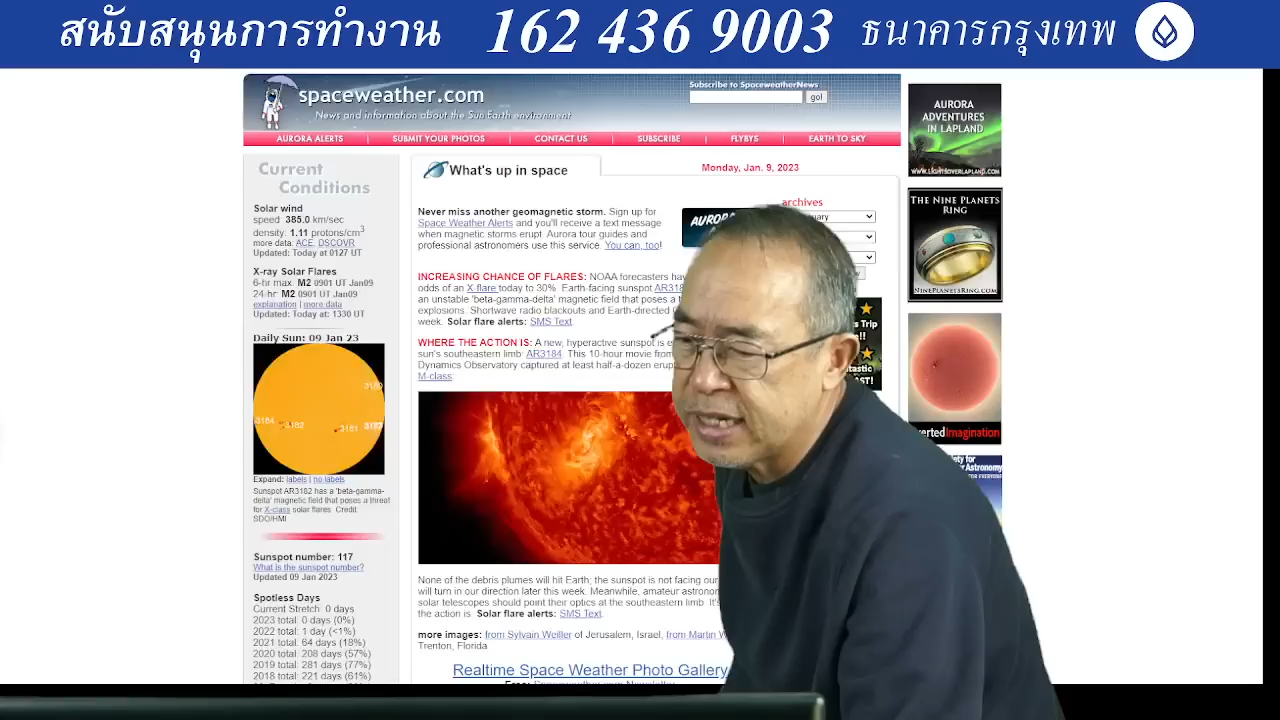 สนับสนุนการทำงาน 162 436 9003 ธนาคารกรุงเทพ
spaceweather.com
News and information about the Sun Earth environment
Subscribe to SpaceweatherNews
go!
AURORA ALERTS SUBMIT YOUR PHOTOS CONTACT US SUBSCRIBE FLYBYS EARTH TO SKY
Current
Conditions
Solar wind
speed: 385.0 km/sec
density: 1.11 protons/cm3
more data: ACE, DSCOVR
Updated: Today at 0127 UT
X-ray Solar Flares
6-hr max: M2 0901 UT Jan09
24-hr: M2 0901 UT Jan09
explanation | more data
Updated: Today at: 1330 UT
Daily Sun: 09 Jan 23
3184
3182
3181
Expand: labels | no labels
Sunspot AR3182 has a 'beta-gamma-
delta' magnetic field that poses a threat
for X-class solar flares. Credit:
SDO/HMI
Sunspot number: 117
What is the sunspot number?
Updated 09 Jan 2023
Spotless Days
Current Stretch: 0 days
2023 total: 0 days (0%)
2022 total: 1 day (<1%)
2021 total: 64 days (18%)
2020 total: 208 days (57%)
2019 total: 281 days (77%)
2018 total: 221 days (61%)
What's up in space
Monday, Jan. 9, 2023
archives
Never miss another geomagnetic storm. Sign up for
Space Weather Alerts and you'll receive a text message
when magnetic storms erupt. Aurora tour guides and
professional astronomers use this service. You can, too!
INCREASING CHANCE OF FLARES: NOAA forecasters
odds of an X flare today to 30%. Earth-facing sunspot
an unstable 'beta-gamma-delta' magnetic field that poses a
explosions. Shortwave radio blackouts and Earth-directed
week. Solar flare alerts: SMS Text
WHERE THE ACTION IS: A new, hyperactive sunspot is
sun's southeastern limb: AR3184. This 10-hour movie from
Dynamics Observatory captured at least half-a-dozen
M-class:
None of the debris plumes will hit Earth; the sunspot is not facing
will turn in our direction later this week. Meanwhile, amateur
solar telescopes should point their optics at the southeastern limb.
the action is. Solar flare alerts: SMS Text.
more images: from Sylvain Weiller of Jerusalem, Israel, from Martin
Trenton, Florida
Realtime Space Weather Photo Gallery
AURORA
ADVENTURES
IN LAPLAND
WWW.LIGHTSOVERLAPLAND.COM
THE NINE PLANETS
RING
NINEPLANETSRING.COM
Trip